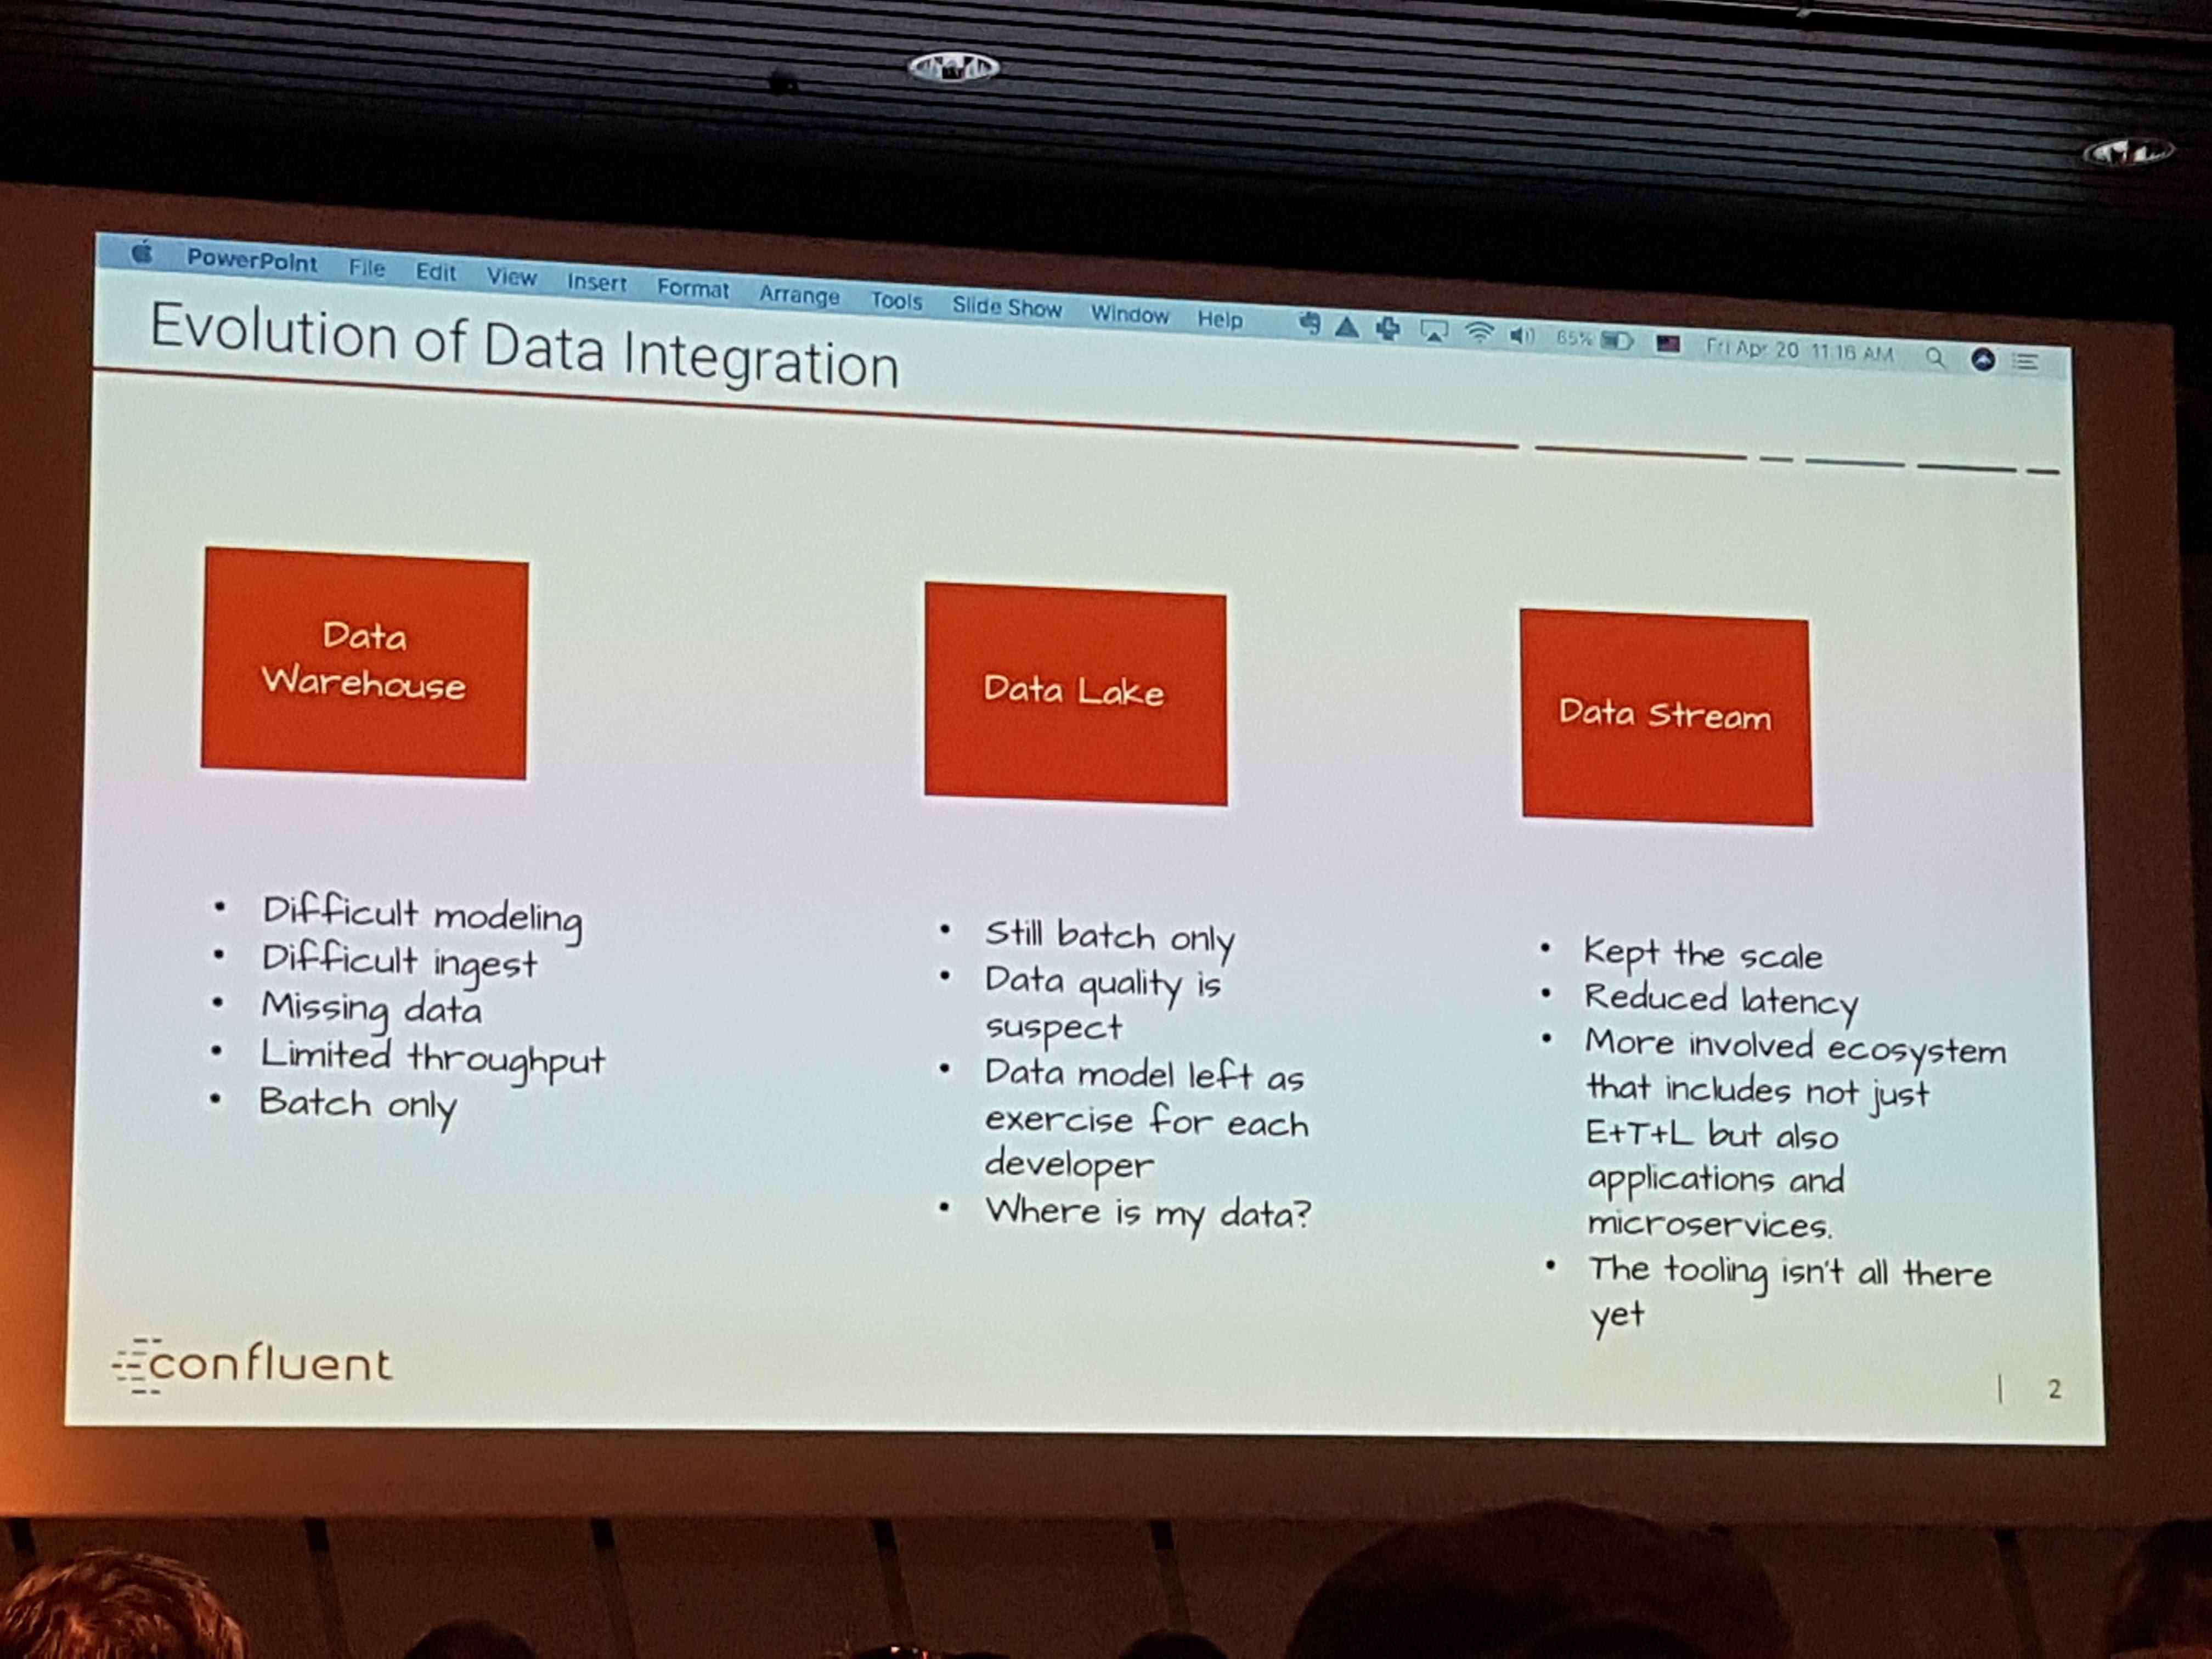 PowerPoint File Edit View Insert Format Arrange Tools Slide Show Window Help 65% Fri Apr 20 11:16 AM
Evolution of Data Integration
Data
Warehouse
• Difficult modeling
• Difficult ingest
• Missing data
• Limited throughput
• Batch only
Data Lake
• Still batch only
• Data quality is
suspect
• Data model left as
exercise for each
developer
• Where is my data?
Data Stream
• Kept the scale
• Reduced latency
• More involved ecosystem
that includes not just
E+T+L but also
applications and
microservices.
• The tooling isn't all there
yet
confluent
| 2